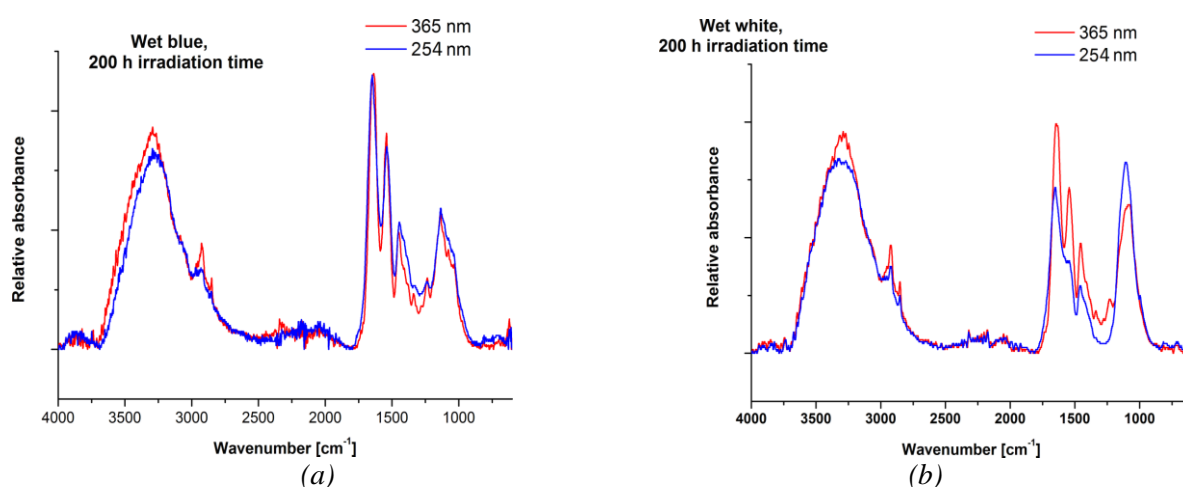 Wet blue,
200 h irradiation time
365 nm
254 nm
Relative absorbance
4000 3500 3000 2500 2000 1500 1000
Wavenumber [cm-1]
(a)
Wet white,
200 h irradiation time
365 nm
254 nm
Relative absorbance
4000 3500 3000 2500 2000 1500 1000
Wavenumber [cm-1]
(b)